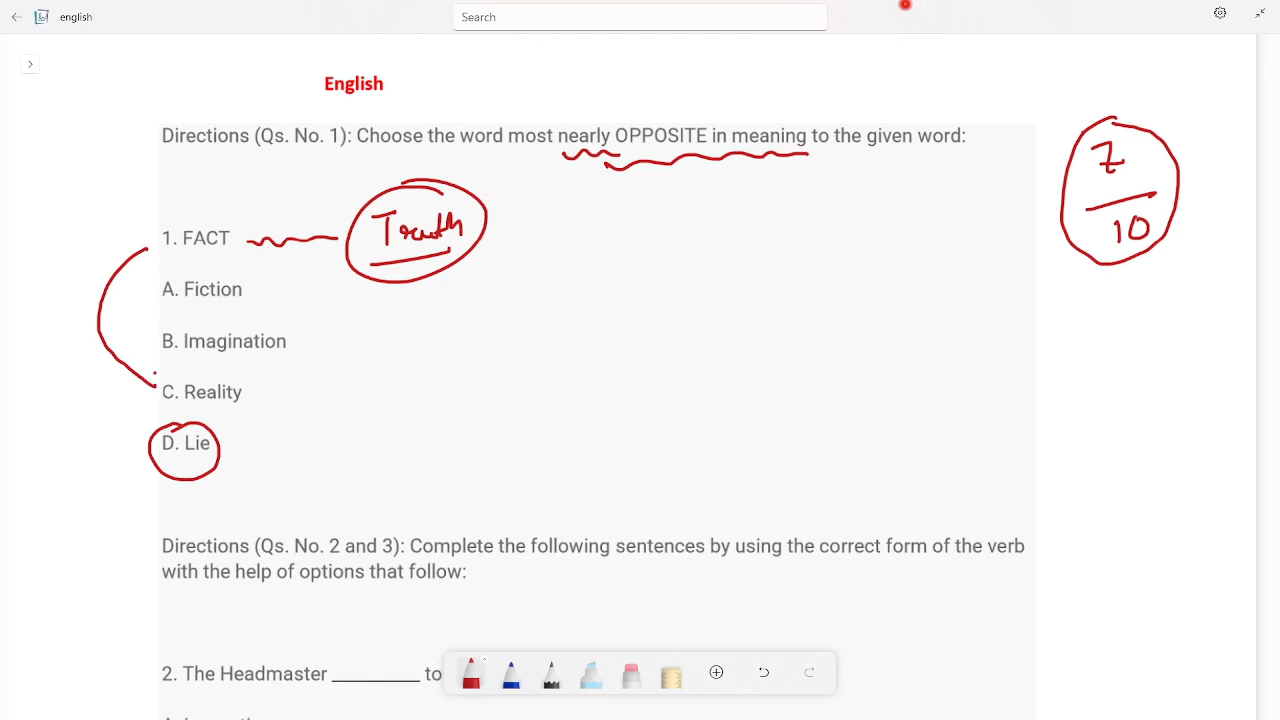 english
Search
English
Directions (Qs. No. 1): Choose the word most nearly OPPOSITE in meaning to the given word:
7
10
1. FACT
Truth
A. Fiction
B. Imagination
C. Reality
D. Lie
Directions (Qs. No. 2 and 3): Complete the following sentences by using the correct form of the verb
with the help of options that follow:
2. The Headmaster __________ to